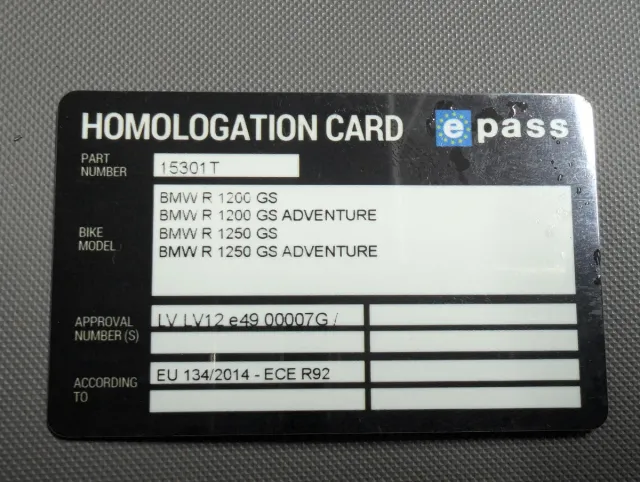 HOMOLOGATION CARD e pass
PART NUMBER 15301T
BIKE MODEL
BMW R 1200 GS
BMW R 1200 GS ADVENTURE
BMW R 1250 GS
BMW R 1250 GS ADVENTURE
APPROVAL NUMBER (S)
LV LV12 e49 00007G /
ACCORDING TO
EU 134/2014 - ECE R92